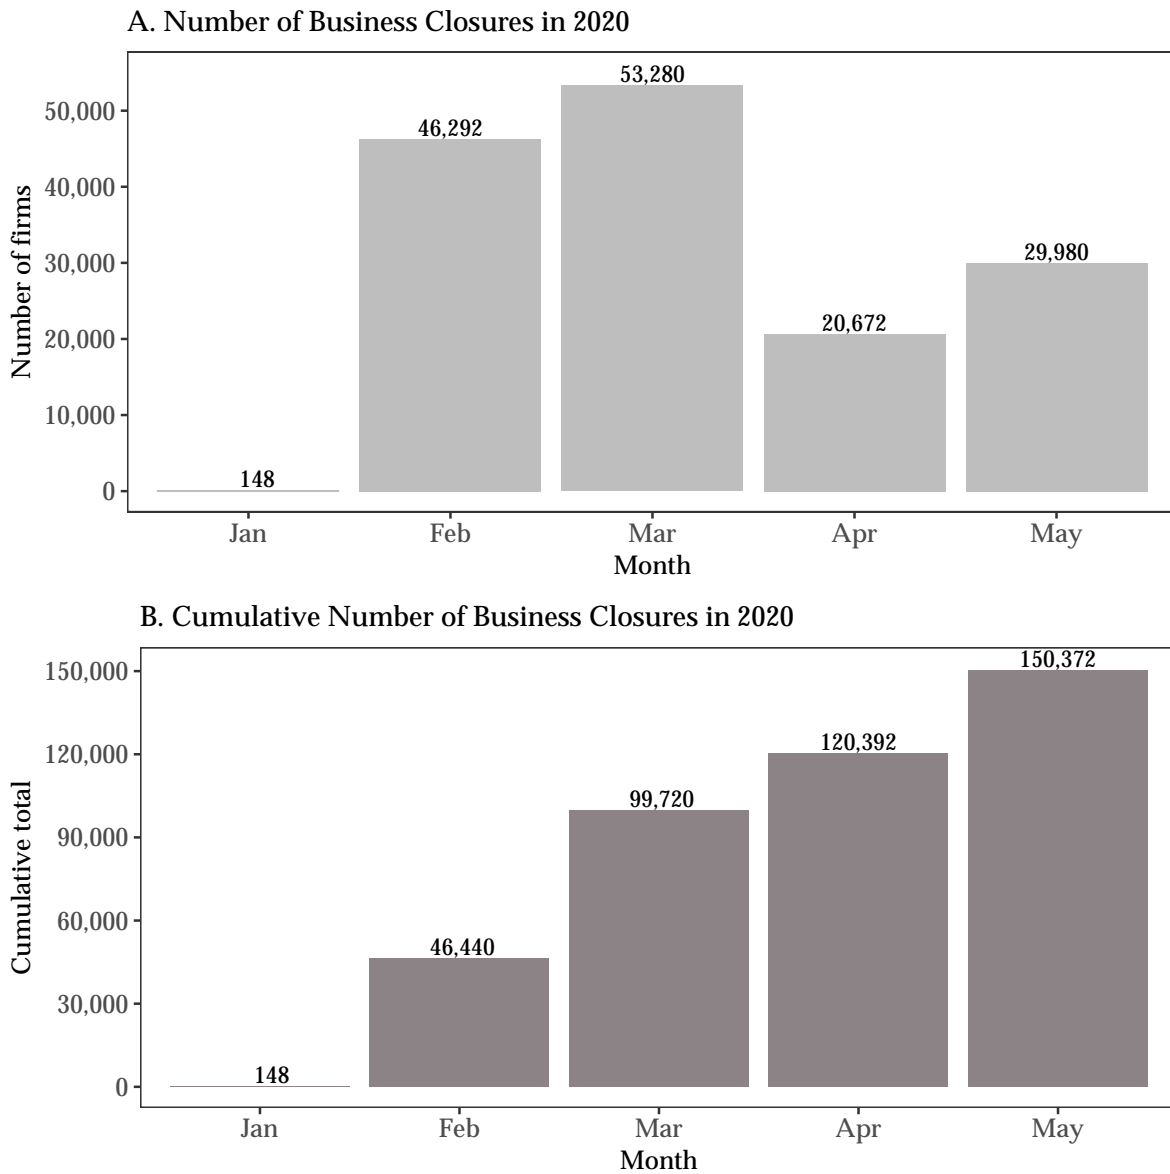 A. Number of Business Closures in 2020
53,280
50,000
46,292
40,000
30,000
29,980
20,672
20,000
10,000
148
0
Number of firms
Jan Feb Mar Apr May
Month
B. Cumulative Number of Business Closures in 2020
150,372
150,000
120,392
120,000
99,720
90,000
60,000
46,440
30,000
148
0
Cumulative total
Jan Feb Mar Apr May
Month